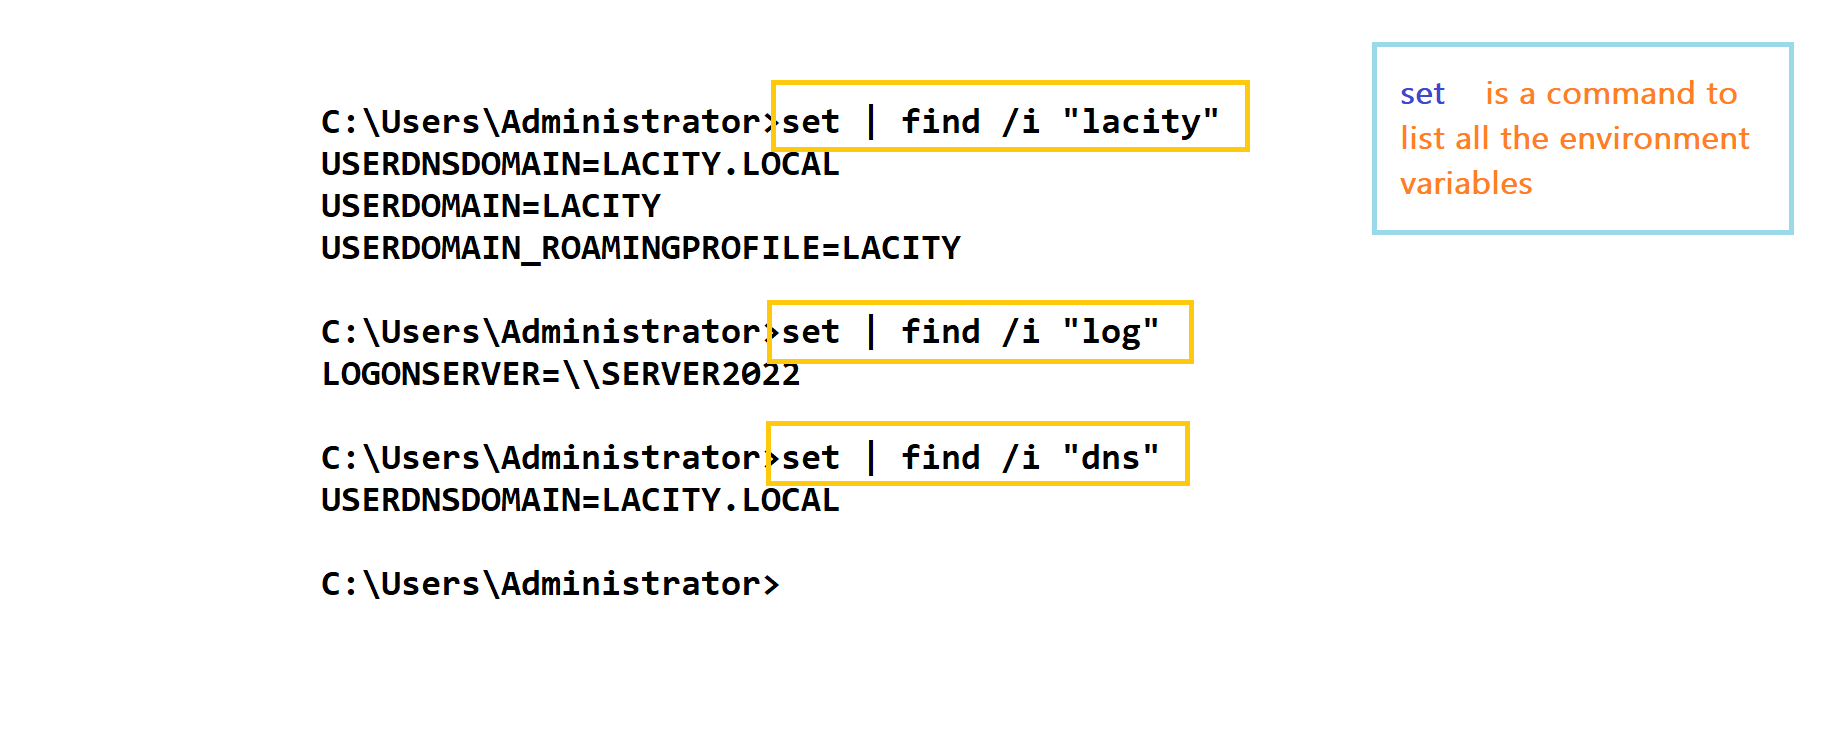 C:\Users\Administrator>set | find /i "lacity"
USERDNSDOMAIN=LACITY.LOCAL
USERDOMAIN=LACITY
USERDOMAIN_ROAMINGPROFILE=LACITY
C:\Users\Administrator>set | find /i "log"
LOGONSERVER=\\SERVER2022
C:\Users\Administrator>set | find /i "dns"
USERDNSDOMAIN=LACITY.LOCAL
C:\Users\Administrator>
set is a command to
list all the environment
variables